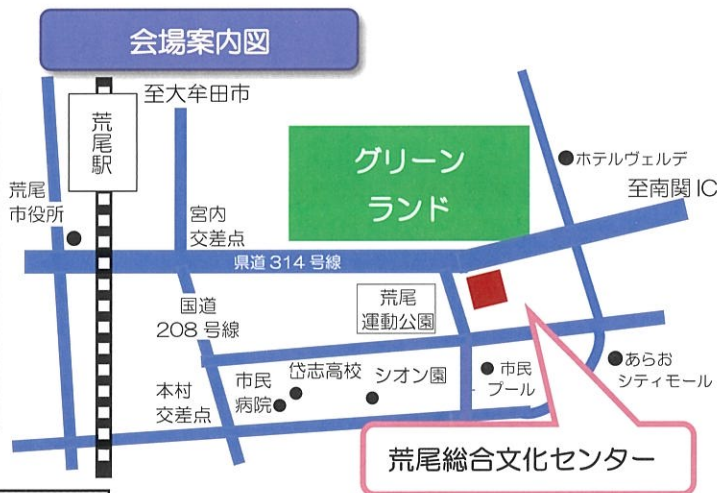 会場案内図
至大牟田市
荒尾駅
グリーン
ランド
ホテルヴェルデ
至南関IC
荒尾
市役所
宮内
交差点
県道314号線
国道
208号線
荒尾
運動公園
本村
交差点
市民
病院
岱志高校
シオン園
市民
プール
あらお
シティモール
荒尾総合文化センター